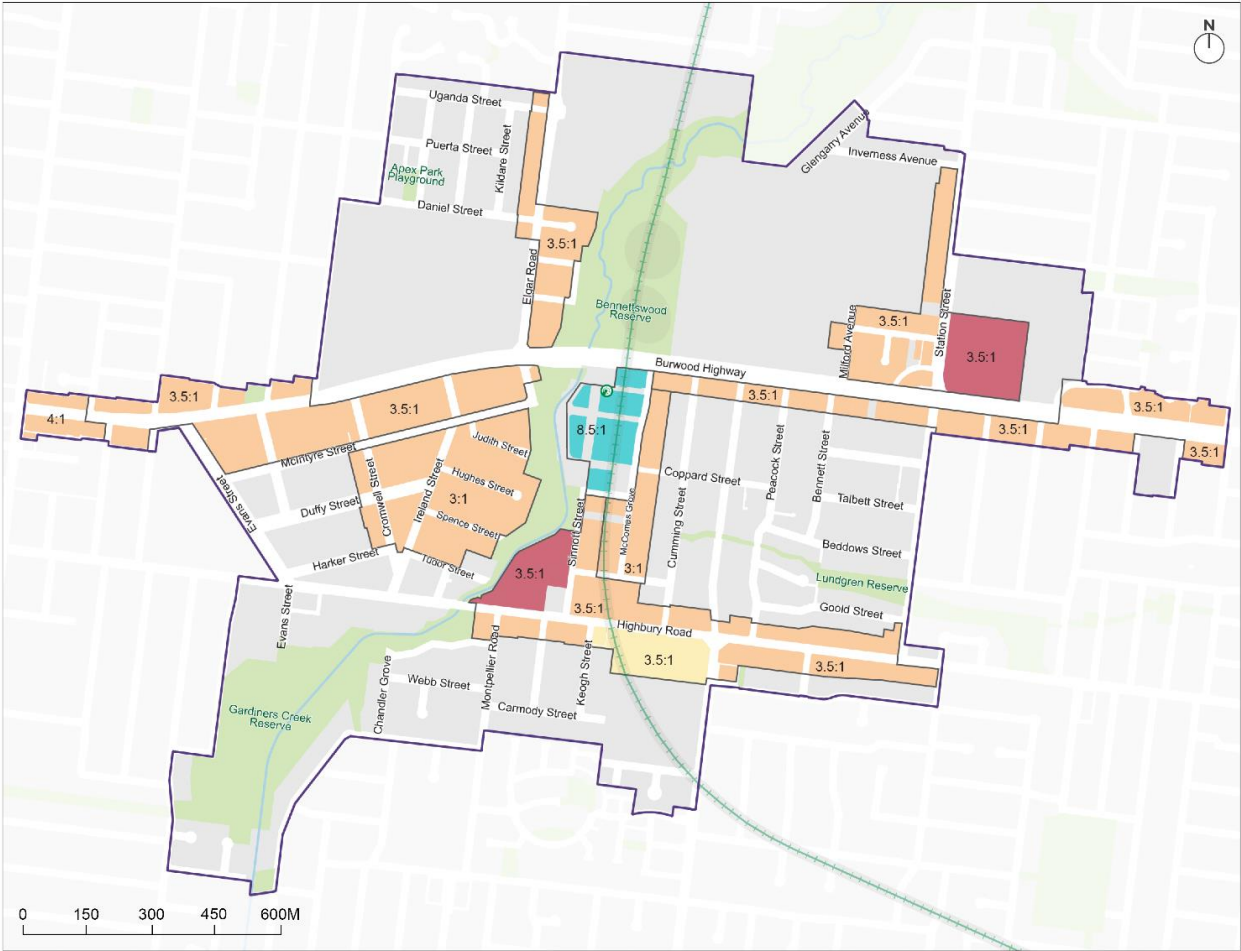 N
Uganda Street
Glengarry Avenue
Puerta Street
Kildare Street
Inverness Avenue
Apex Park
Playground
Daniel Street
3.5:1
Elgar Road
Bennettswood
Reserve
Milford Avenue
3.5:1
Station Street
3.5:1
Burwood Highway
4:1
3.5:1
3.5:1
3.5:1
3.5:1
3.5:1
3.5:1
8.5:1
McIntyre Street
Judith Street
Evans Street
Cromwell Street
Ireland Street
Hughes Street
3:1
Duffy Street
Spence Street
Coppard Street
Peacock Street
Bennett Street
Talbett Street
Sinnott Street
McComas Grove
Cumming Street
Beddows Street
Harker Street
Tudor Street
3.5:1
3:1
Lundgren Reserve
Evans Street
3.5:1
Goold Street
Highbury Road
3.5:1
3.5:1
Chandler Grove
Webb Street
Montpellier Road
Keogh Street
Carmody Street
Gardiners Creek
Reserve
0 150 300 450 600M